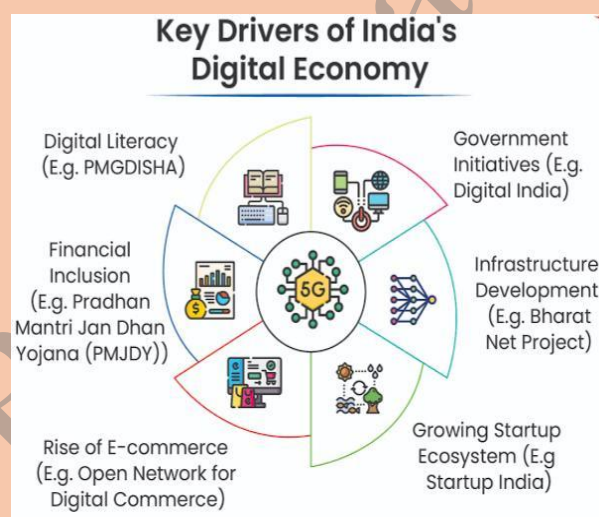 Key Drivers of India's
Digital Economy
Digital Literacy
(E.g. PMGDISHA)
Government
Initiatives (E.g.
Digital India)
Financial
Inclusion
(E.g. Pradhan
Mantri Jan Dhan
Yojana (PMJDY))
5G
Infrastructure
Development
(E.g. Bharat
Net Project)
Rise of E-commerce
(E.g. Open Network for
Digital Commerce)
Growing Startup
Ecosystem (E.g
Startup India)